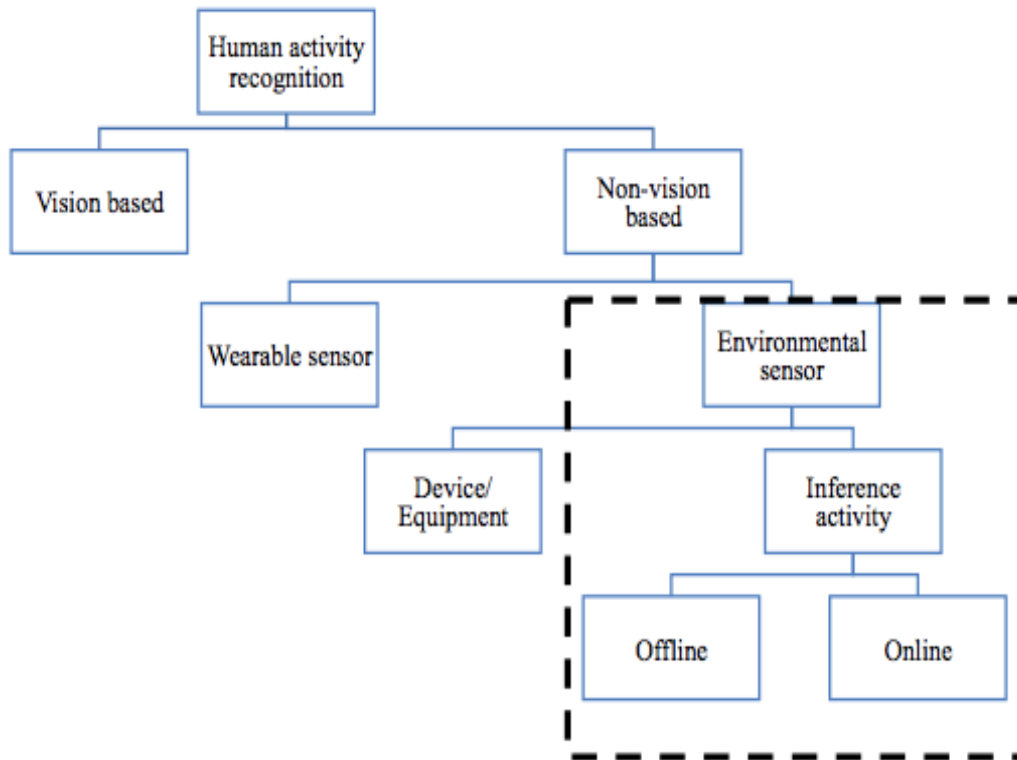 Human activity
recognition
Vision based
Non-vision
based
Wearable sensor
Environmental
sensor
Device/
Equipment
Inference
activity
Offline
Online